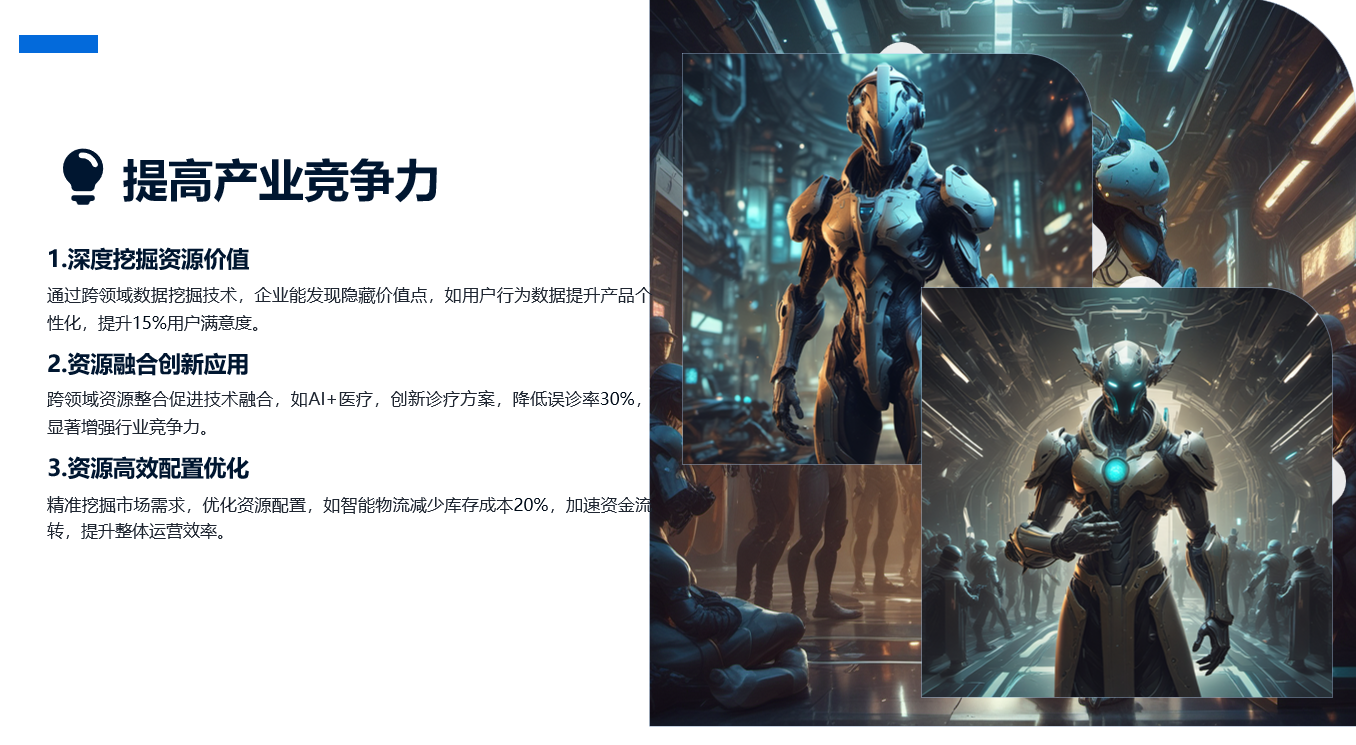 提高产业竞争力
1.深度挖掘资源价值
通过跨领域数据挖掘技术，企业能发现隐藏价值点，如用户行为数据提升产品个
性化，提升15%用户满意度。
2.资源融合创新应用
跨领域资源整合促进技术融合，如AI+医疗，创新诊疗方案，降低误诊率30%，
显著增强行业竞争力。
3.资源高效配置优化
精准挖掘市场需求，优化资源配置，如智能物流减少库存成本20%，加速资金流
转，提升整体运营效率。